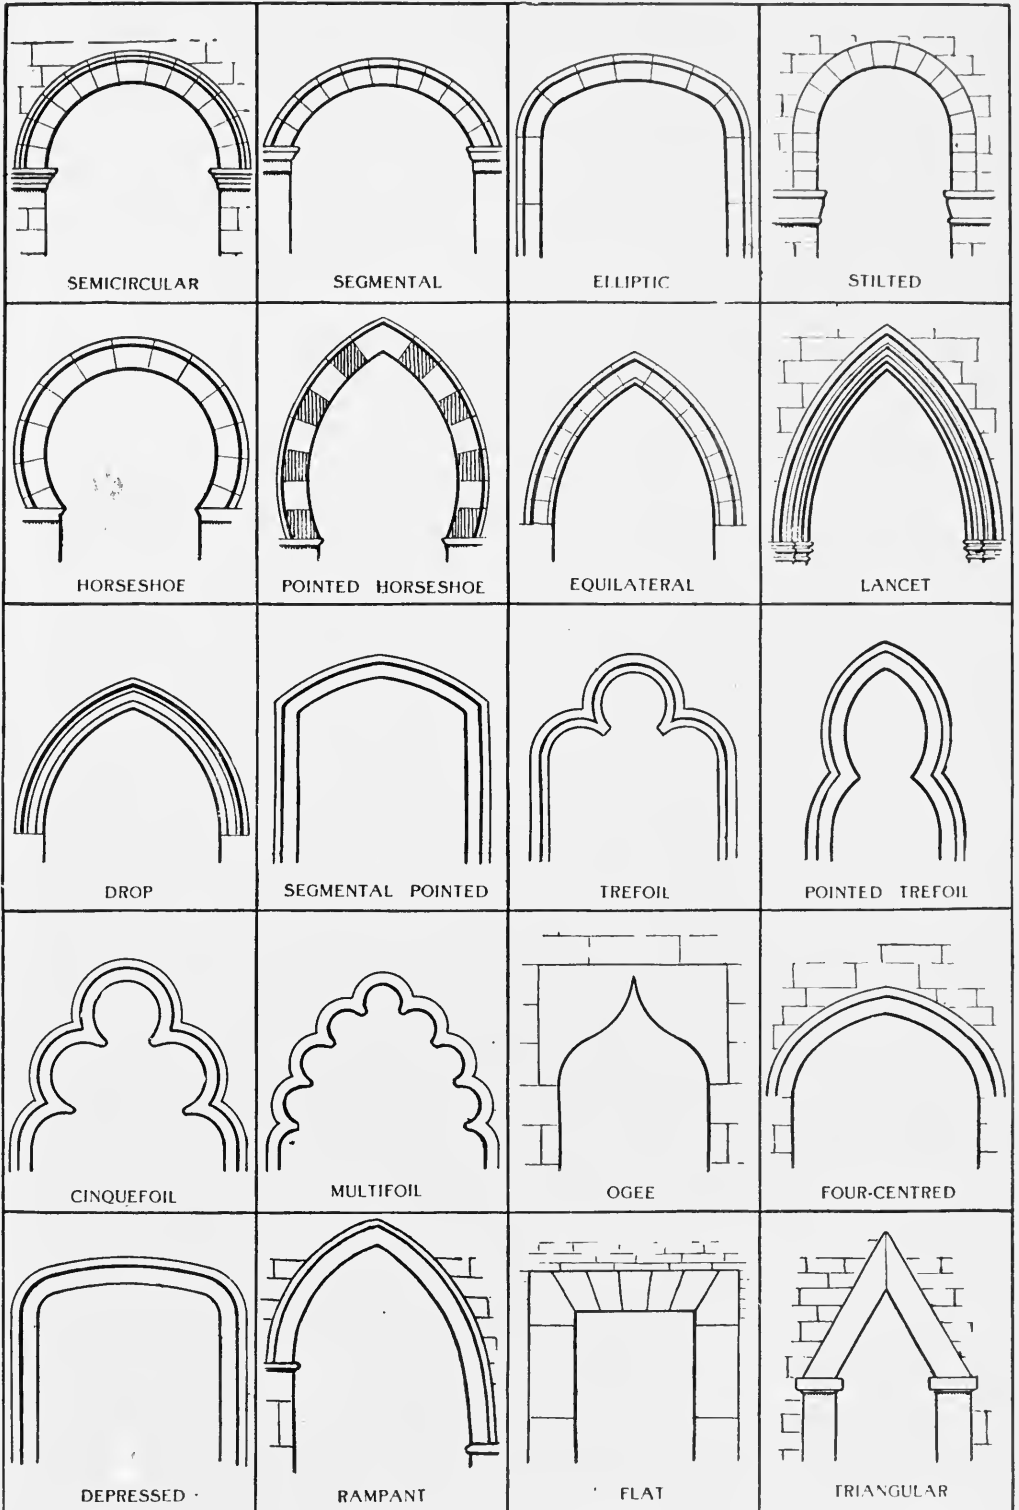 SEMICIRCULAR
SEGMENTAL
ELLIPTIC
STILTED
HORSESHOE
POINTED HORSESHOE
EQUILATERAL
LANCET
DROP
SEGMENTAL POINTED
TREFOIL
POINTED TREFOIL
CINQUEFOIL
MULTIFOIL
OGEE
FOUR-CENTRED
DEPRESSED
RAMPANT
FLAT
TRIANGULAR